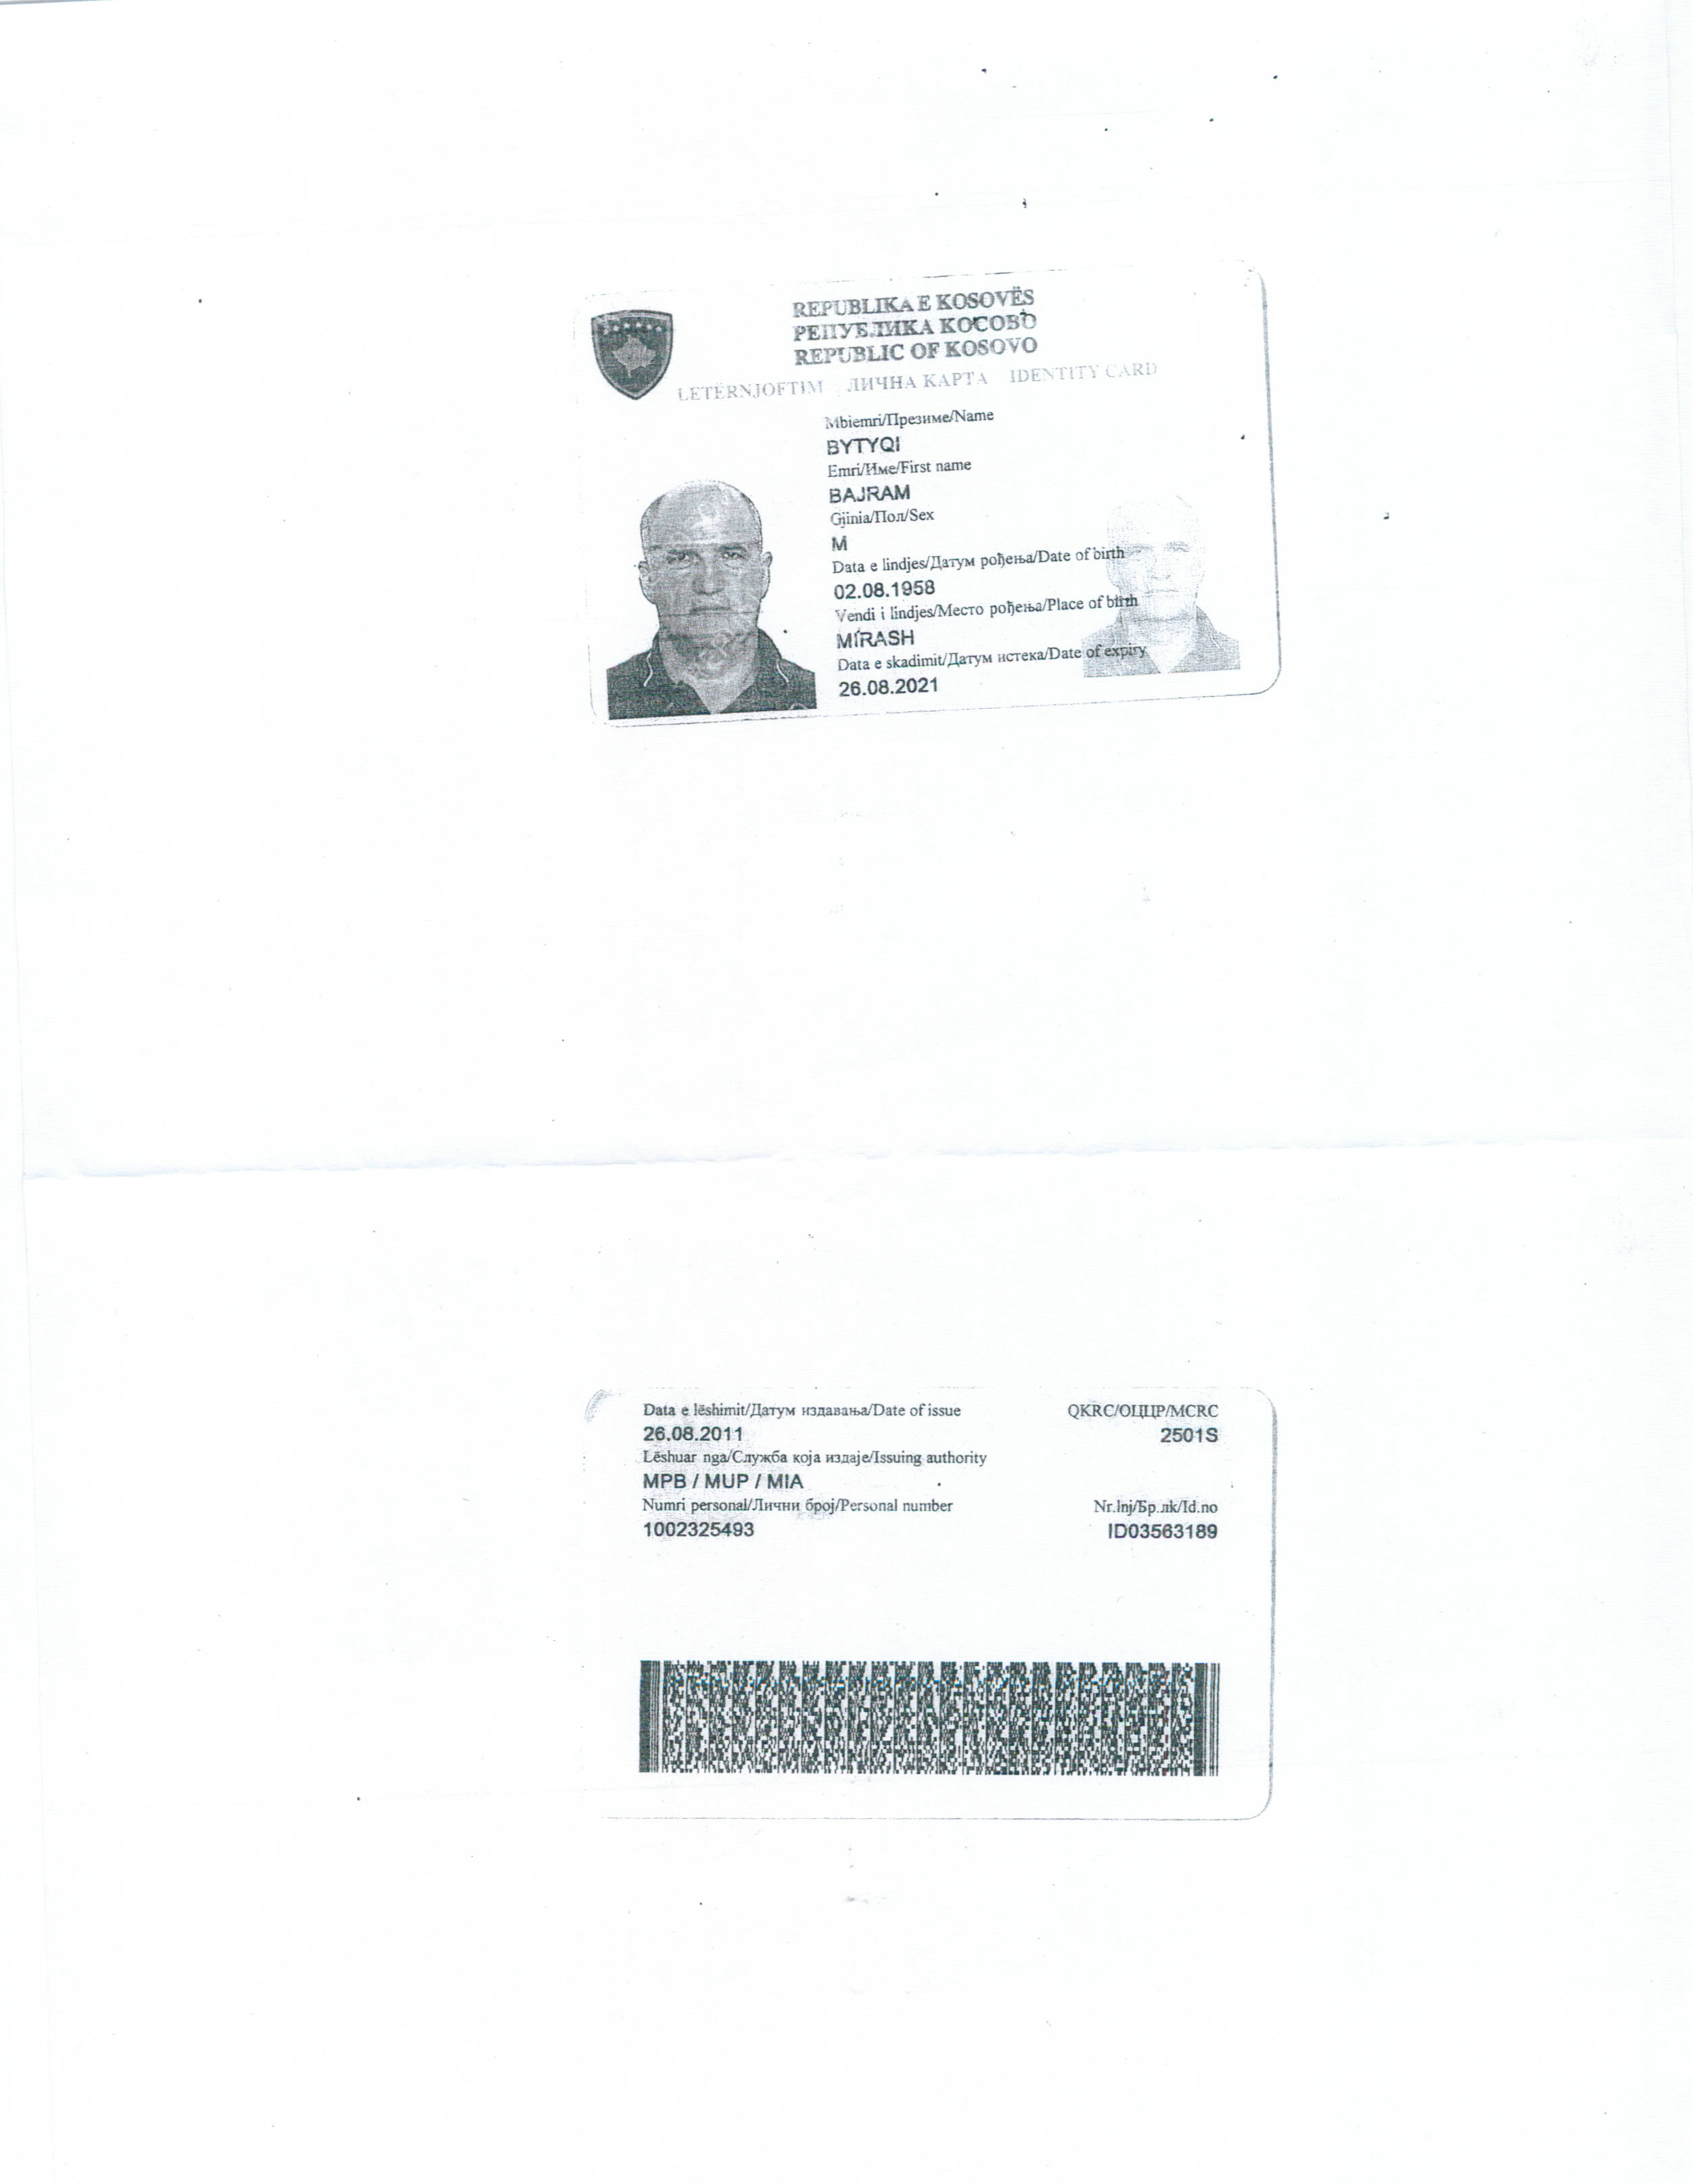 REPUBLIKA E KOSOVËS
РЕПУБЛИКА КОСОВО
REPUBLIC OF KOSOVO
LETËRNJOFTIM ЛИЧНА КАРТА IDENTITY CARD
Mbiemri/Презиме/Name
BYTYQI
Emri/Име/First name
BAJRAM
Gjinia/Пол/Sex
M
Data e lindjes/Датум рођења/Date of birth
02.08.1958
Vendi i lindjes/Место рођења/Place of birth
MIRASH
Data e skadimit/Датум истека/Date of expiry
26.08.2021
Data e lëshimit/Датум издавања/Date of issue QKRC/ОЦЦР/MCRC
26.08.2011 2501S
Lëshuar nga/Служба која издаје/Issuing authority
MPB / MUP / MIA
Numri personal/Лични број/Personal number Nr.lnj/Бр.лк/Id.no
1002325493 ID03563189